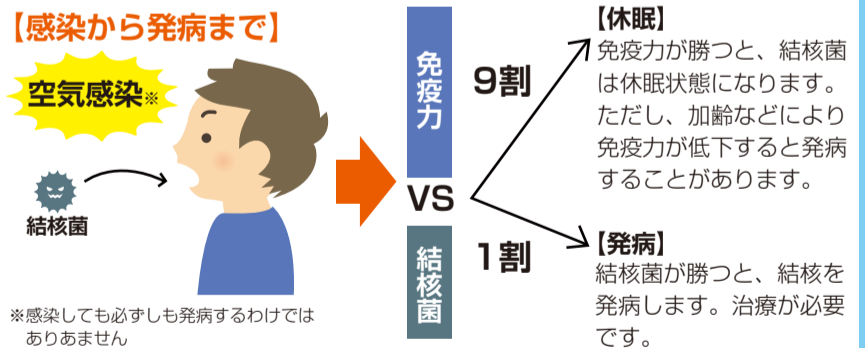 【感染から発病まで】
空気感染※
結核菌
※感染しても必ずしも発病するわけでは
ありあません
免疫力
VS
結核菌
9割
【休眠】
免疫力が勝つと、結核菌
は休眠状態になります。
ただし、加齢などにより
免疫力が低下すると発病
することがあります。
1割
【発病】
結核菌が勝つと、結核を
発病します。治療が必要
です。